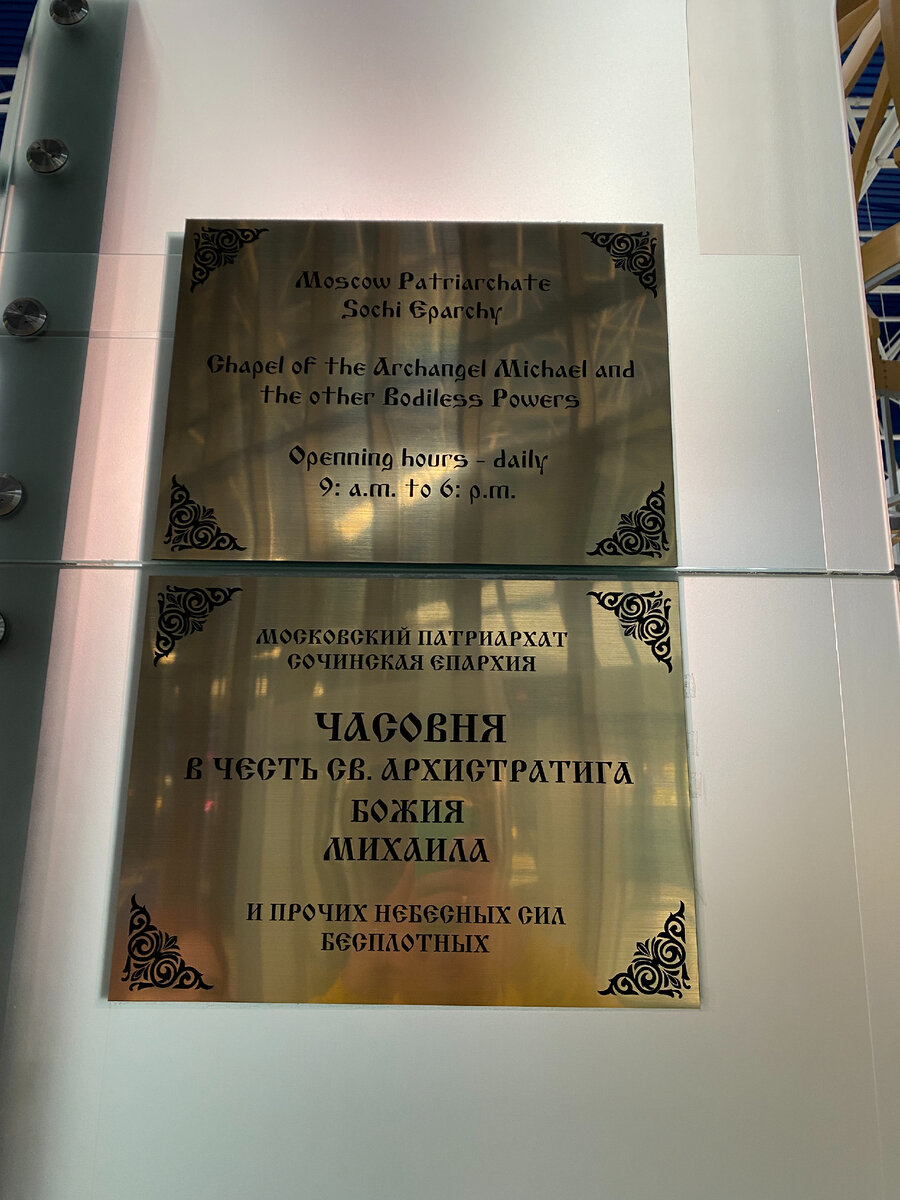 Moscow Patriarchate
Sochi Eparchy
Chapel of the Archangel Michael and
the other Bodiless Powers
Openning hours - daily
9: a.m. to 6: p.m.
МОСКОВСКИЙ ПАТРИАРХАТ
СОЧИНСКАЯ ЕПАРХИЯ
ЧАСОВНЯ
В ЧЕСТЬ СВ. АРХИСТРАТИГА
БОЖИЯ
МИХАИЛА
И ПРОЧИХ НЕБЕСНЫХ СИЛ
БЕСПЛОТНЫХ